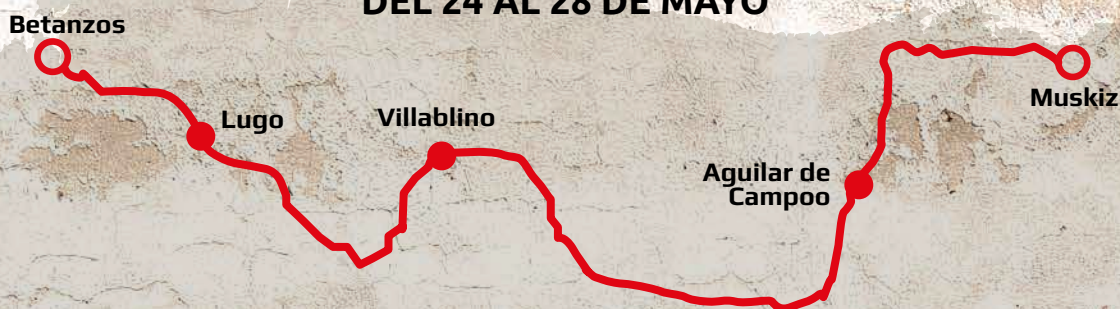 DEL 24 AL 28 DE MAYO
Betanzos
Lugo
Villablino
Muskiz
Aguilar de
Campoo